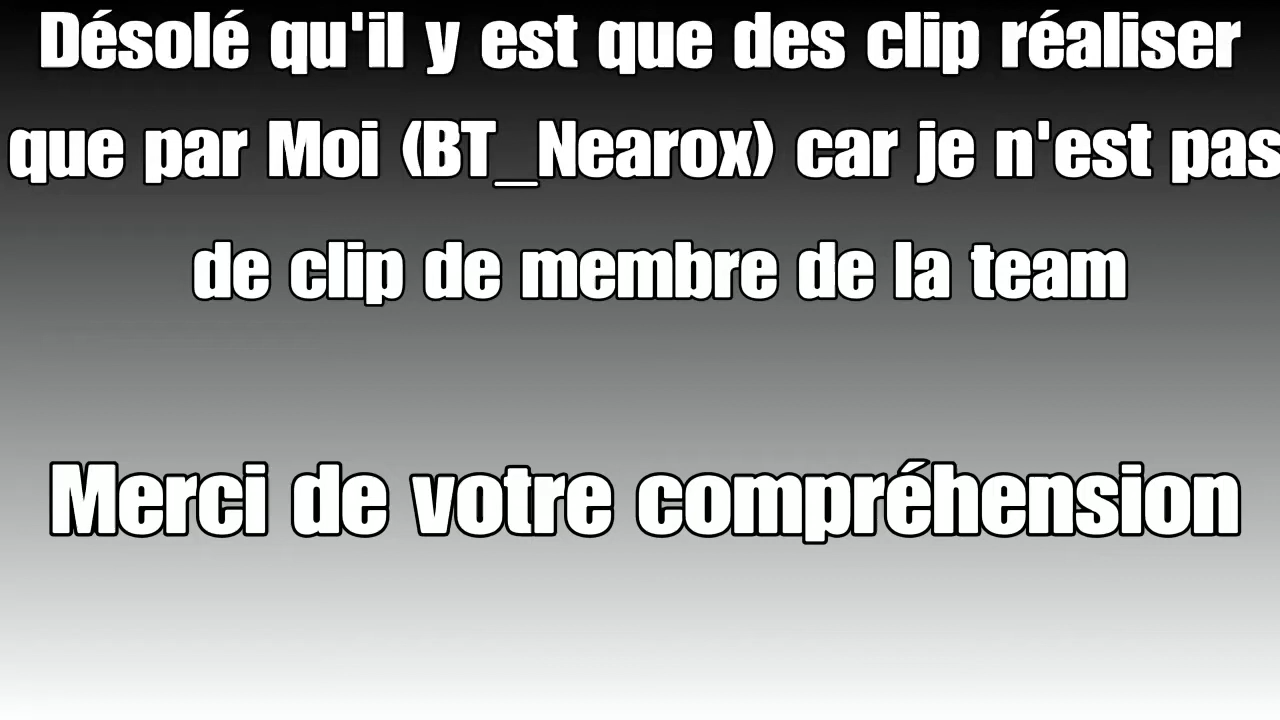 Désolé qu'il y est que des clip réaliser
que par Moi (BT_Nearox) car je n'est pas
de clip de membre de la team
Merci de votre compréhension